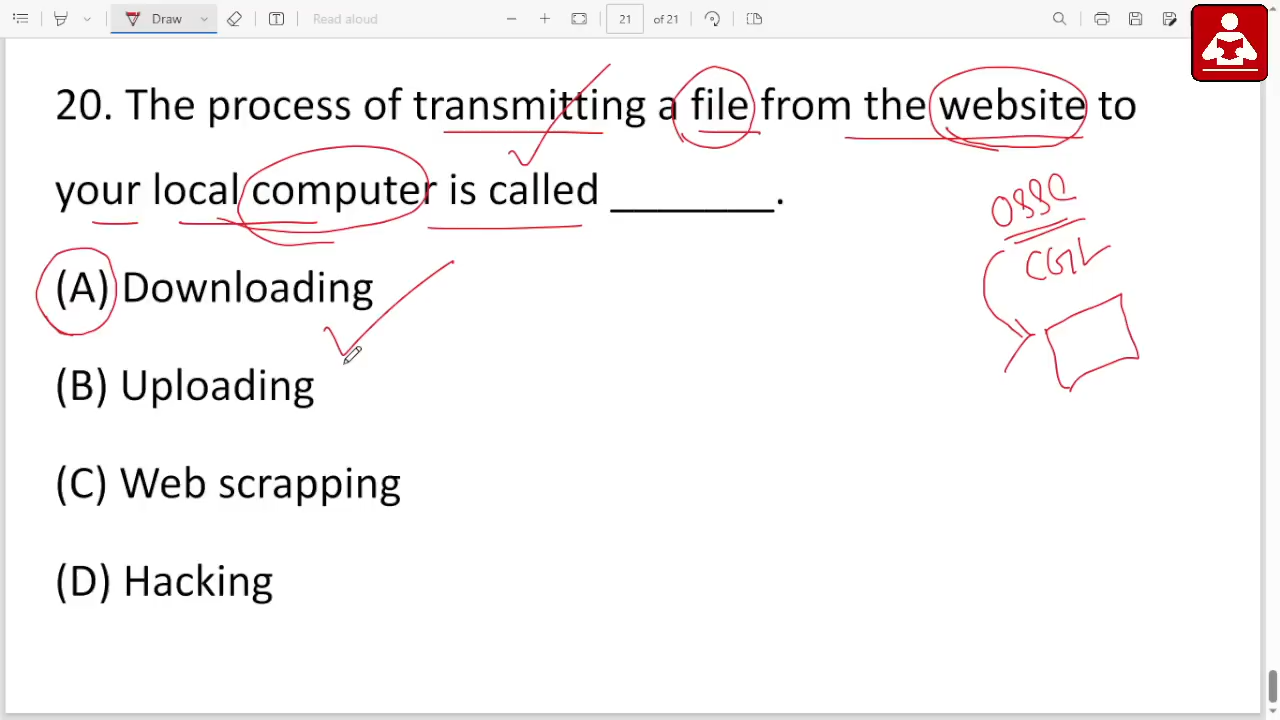 Draw
Read aloud
21 of 21
20. The process of transmitting a file from the website to
your local computer is called _______.
(A) Downloading
(B) Uploading
(C) Web scrapping
(D) Hacking
OSSC
CGL